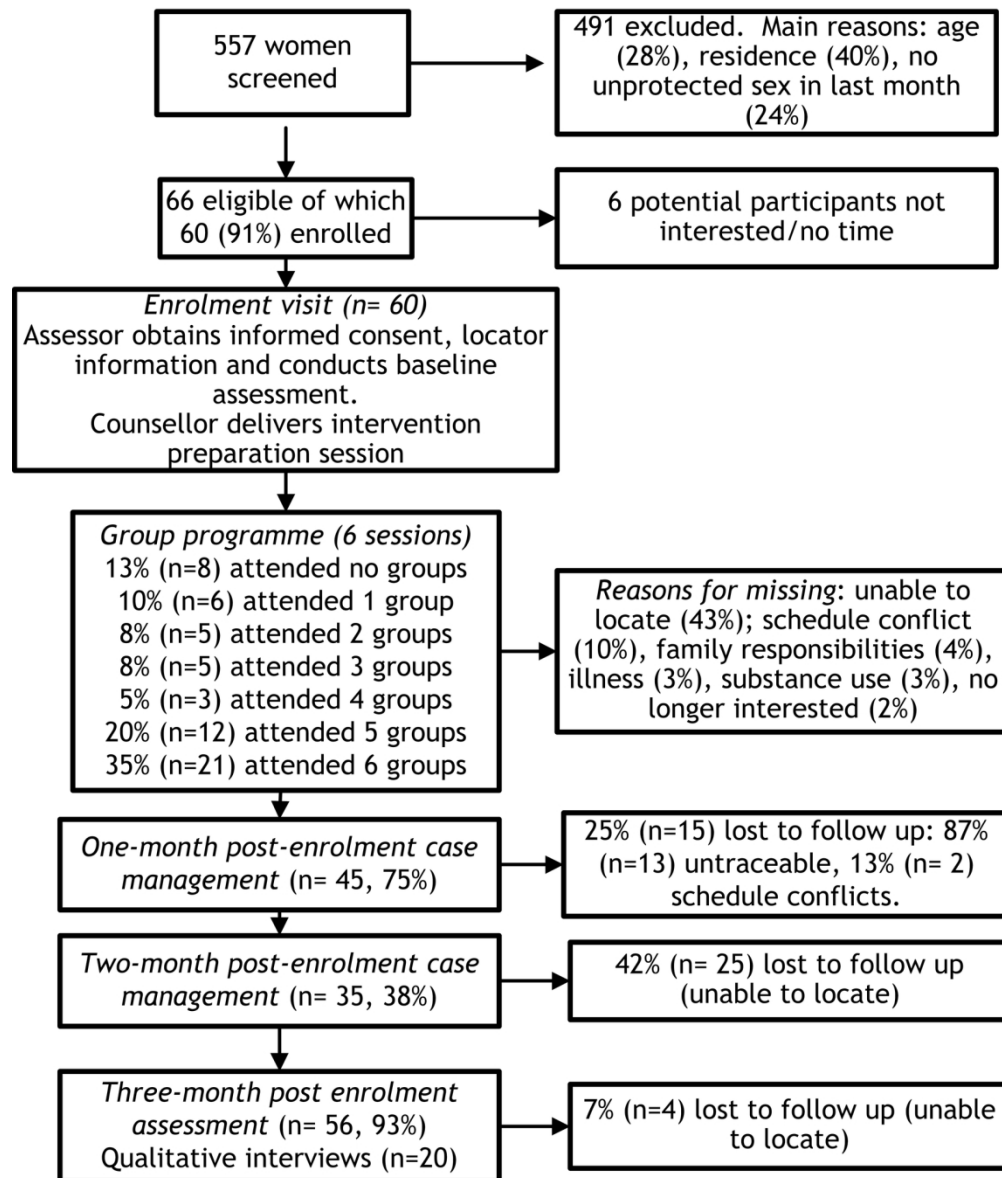 557 women
screened
491 excluded.  Main reasons: age
(28%), residence (40%), no
unprotected sex in last month
(24%)
66 eligible of which
60 (91%) enrolled
6 potential participants not
interested/no time
Enrolment visit (n= 60)
Assessor obtains informed consent, locator
information and conducts baseline
assessment.
Counsellor delivers intervention
preparation session
Group programme (6 sessions)
13% (n=8) attended no groups
10% (n=6) attended 1 group
8% (n=5) attended 2 groups
8% (n=5) attended 3 groups
5% (n=3) attended 4 groups
20% (n=12) attended 5 groups
35% (n=21) attended 6 groups
Reasons for missing: unable to
locate (43%); schedule conflict
(10%), family responsibilities (4%),
illness (3%), substance use (3%), no
longer interested (2%)
One-month post-enrolment case
management (n= 45, 75%)
25% (n=15) lost to follow up: 87%
(n=13) untraceable, 13% (n= 2)
schedule conflicts.
Two-month post-enrolment case
management (n= 35, 38%)
42% (n= 25) lost to follow up
(unable to locate)
Three-month post enrolment
assessment (n= 56, 93%)
Qualitative interviews (n=20)
7% (n=4) lost to follow up (unable
to locate)